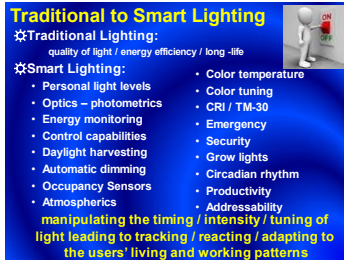 Traditional to Smart Lighting
ON
OFF
Traditional Lighting:
quality of light / energy efficiency / long -life
Smart Lighting:
• Personal light levels
• Optics – photometrics
• Energy monitoring
• Control capabilities
• Daylight harvesting
• Automatic dimming
• Occupancy Sensors
• Atmospherics
• Color temperature
• Color tuning
• CRI / TM-30
• Emergency
• Security
• Grow lights
• Circadian rhythm
• Productivity
• Addressability
manipulating the timing / intensity / tuning of
light leading to tracking / reacting / adapting to
the users' living and working patterns